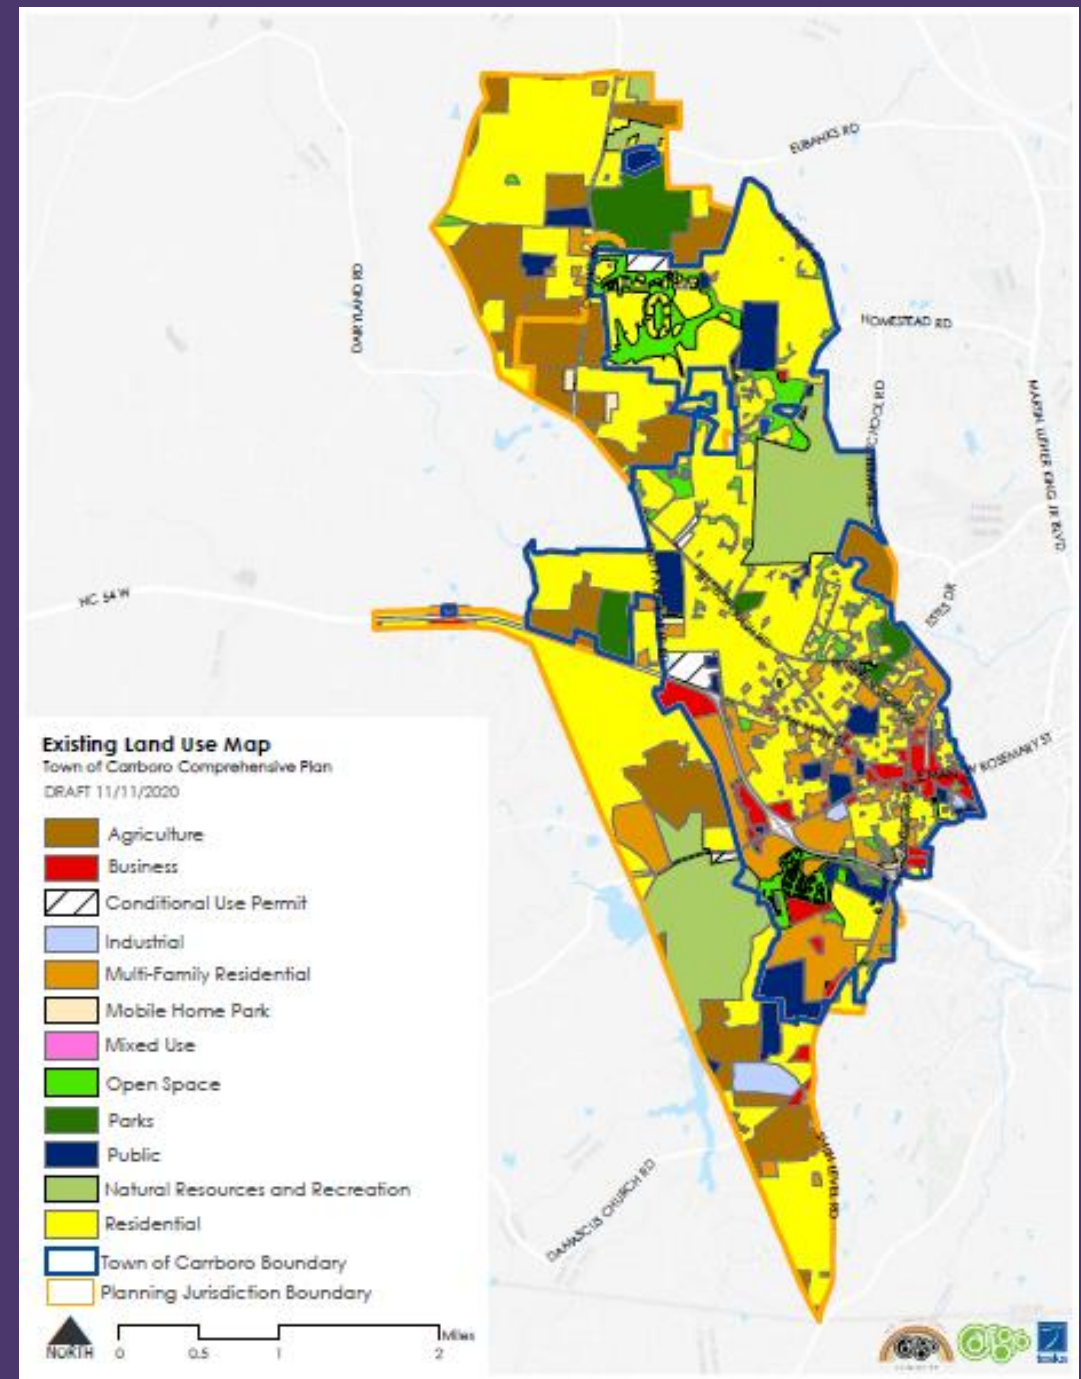 EUBANKS RD
DAIRYLAND RD
HOMESTEAD RD
MARTIN LUTHER KING JR BLVD
ESTES DR
NC 54 W
ROSEMARY ST
SMITH LEVEL RD
DAMASCUS CHURCH RD
Existing Land Use Map
Town of Carrboro Comprehensive Plan
DRAFT 11/11/2020
Agriculture
Business
Conditional Use Permit
Industrial
Multi-Family Residential
Mobile Home Park
Mixed Use
Open Space
Parks
Public
Natural Resources and Recreation
Residential
Town of Carrboro Boundary
Planning Jurisdiction Boundary
NORTH
0 0.5 1 2 Miles